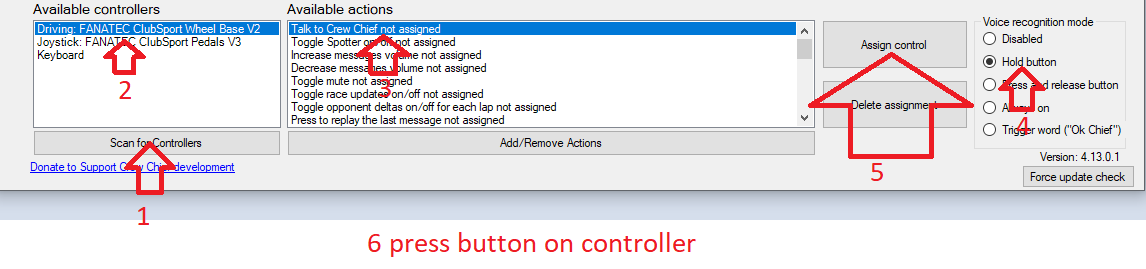 Available controllers
Available actions
Driving: FANATEC ClubSport Wheel Base V2
Joystick: FANATEC ClubSport Pedals V3
Keyboard
Talk to Crew Chief not assigned
Toggle Spotter on/off not assigned
Increase messages volume not assigned
Decrease messages volume not assigned
Toggle mute not assigned
Toggle race updates on/off not assigned
Toggle opponent deltas on/off for each lap not assigned
Press to replay the last message not assigned
Assign control
Delete assignment
Voice recognition mode
Disabled
Hold button
Press and release button
Always on
Trigger word ("Ok Chief")
Scan for Controllers
Add/Remove Actions
Donate to Support Crew Chief development
Version: 4.13.0.1
Force update check
1
2
3
4
5
6 press button on controller